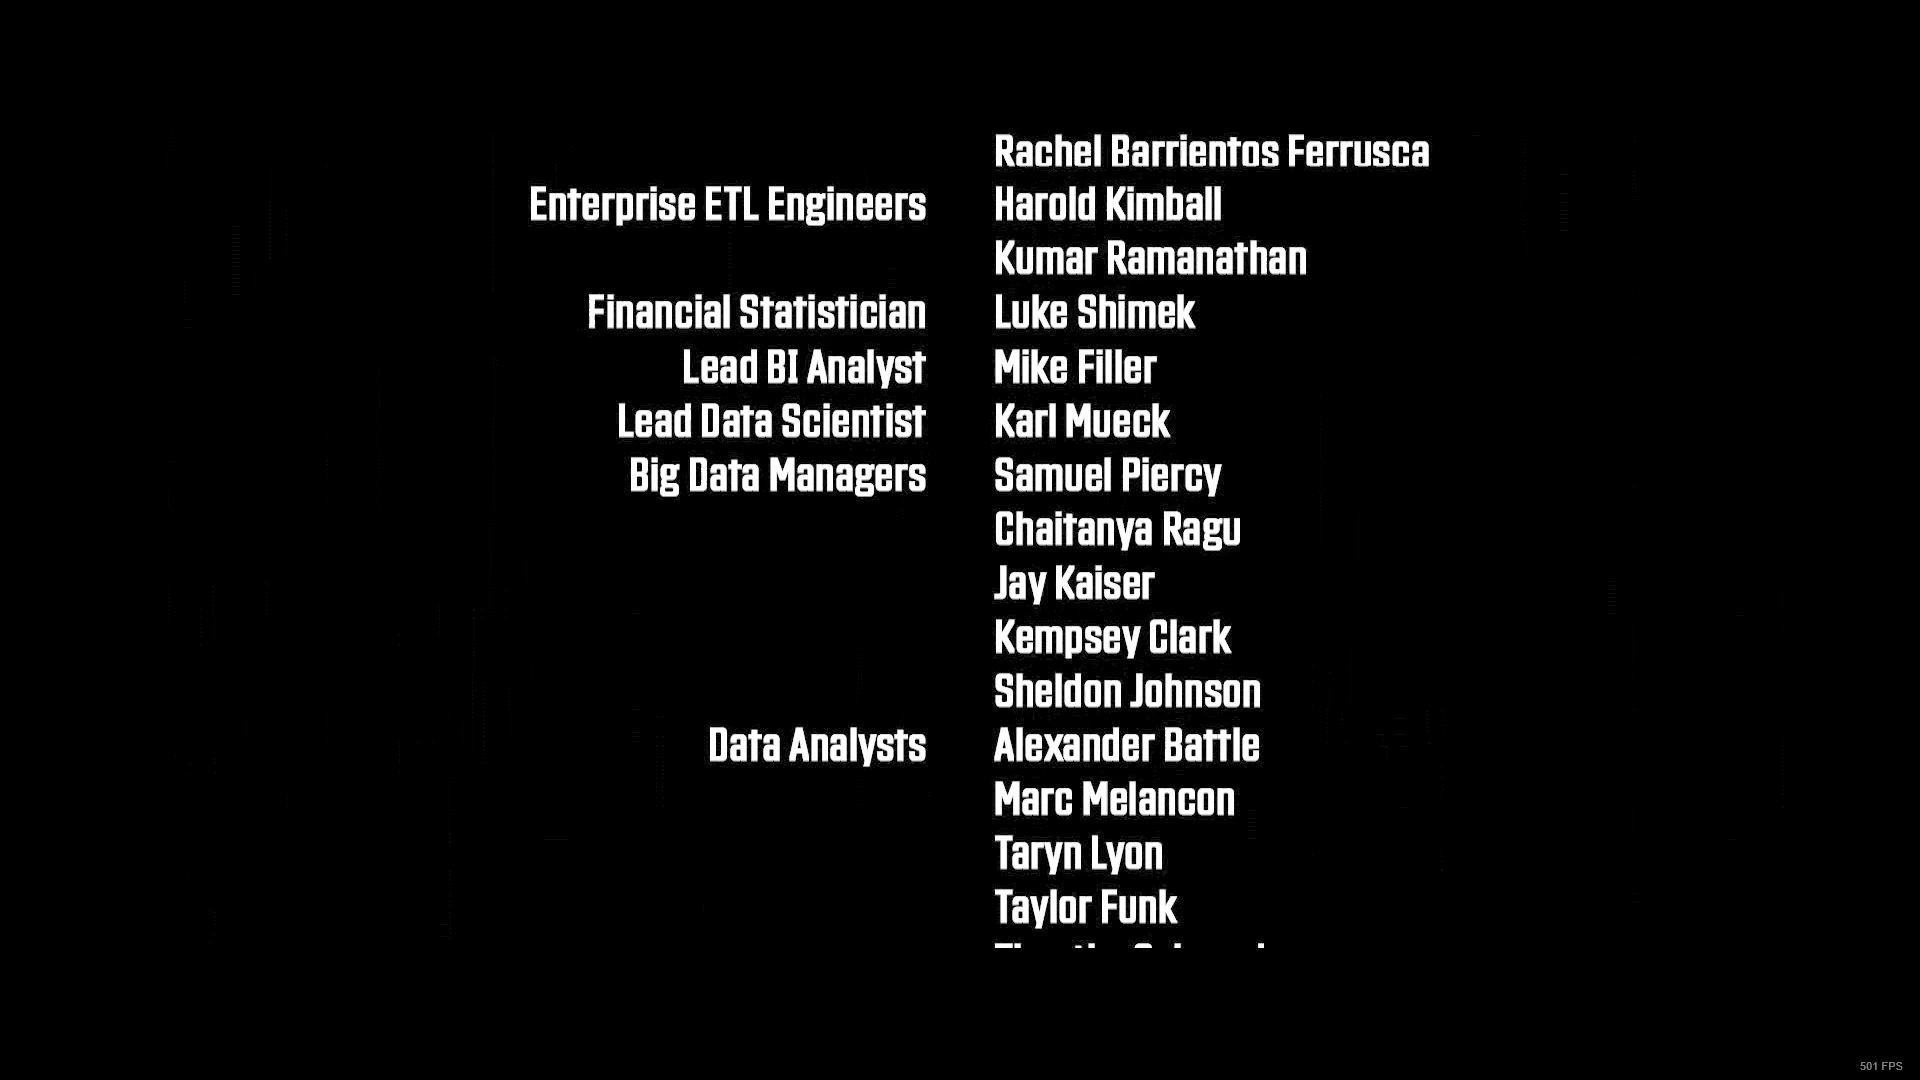 Rachel Barrientos Ferrusca
Enterprise ETL Engineers Harold Kimball
Kumar Ramanathan
Financial Statistician Luke Shimek
Lead BI Analyst Mike Filler
Lead Data Scientist Karl Mueck
Big Data Managers Samuel Piercy
Chaitanya Ragu
Jay Kaiser
Kempsey Clark
Sheldon Johnson
Data Analysts Alexander Battle
Marc Melancon
Taryn Lyon
Taylor Funk
501 FPS